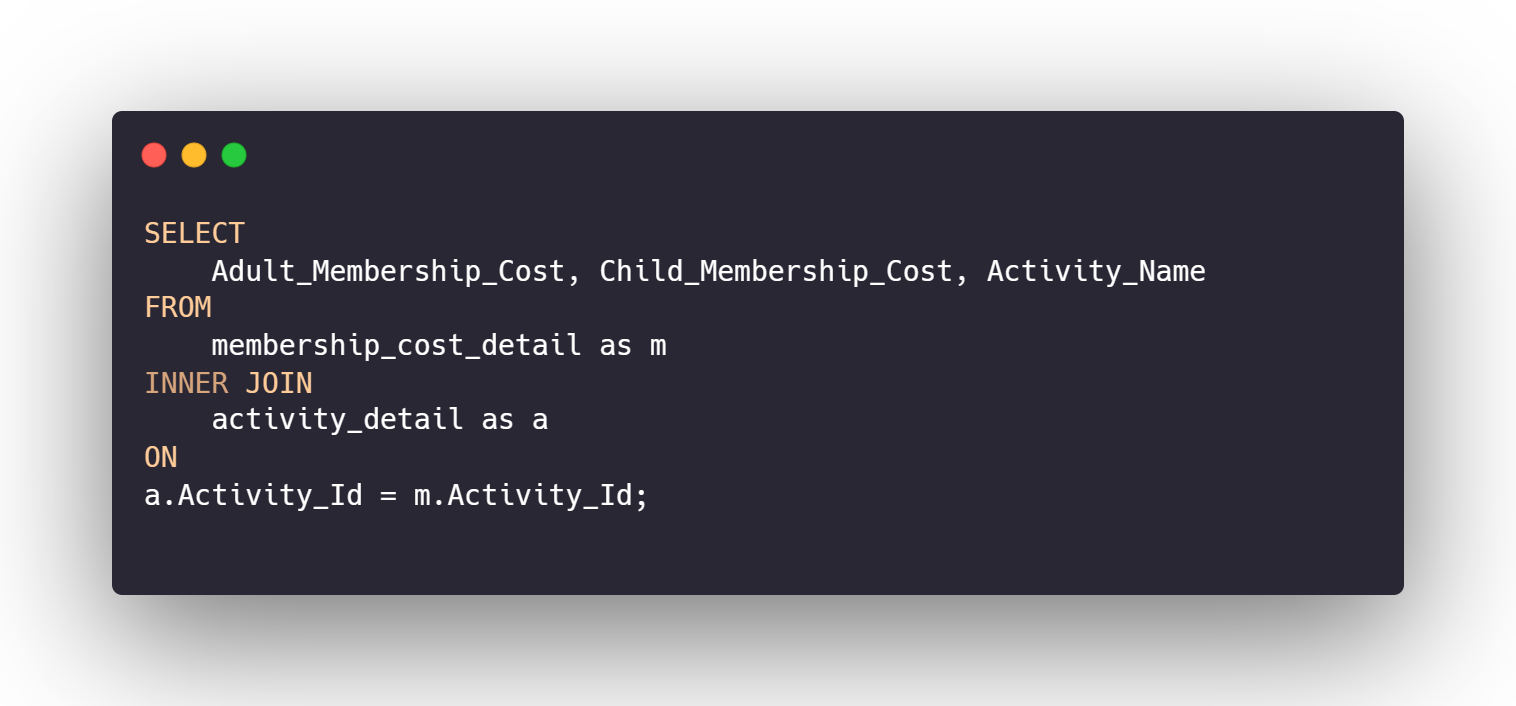 SELECT
    Adult_Membership_Cost, Child_Membership_Cost, Activity_Name
FROM
    membership_cost_detail as m
INNER JOIN
    activity_detail as a
ON
a.Activity_Id = m.Activity_Id;